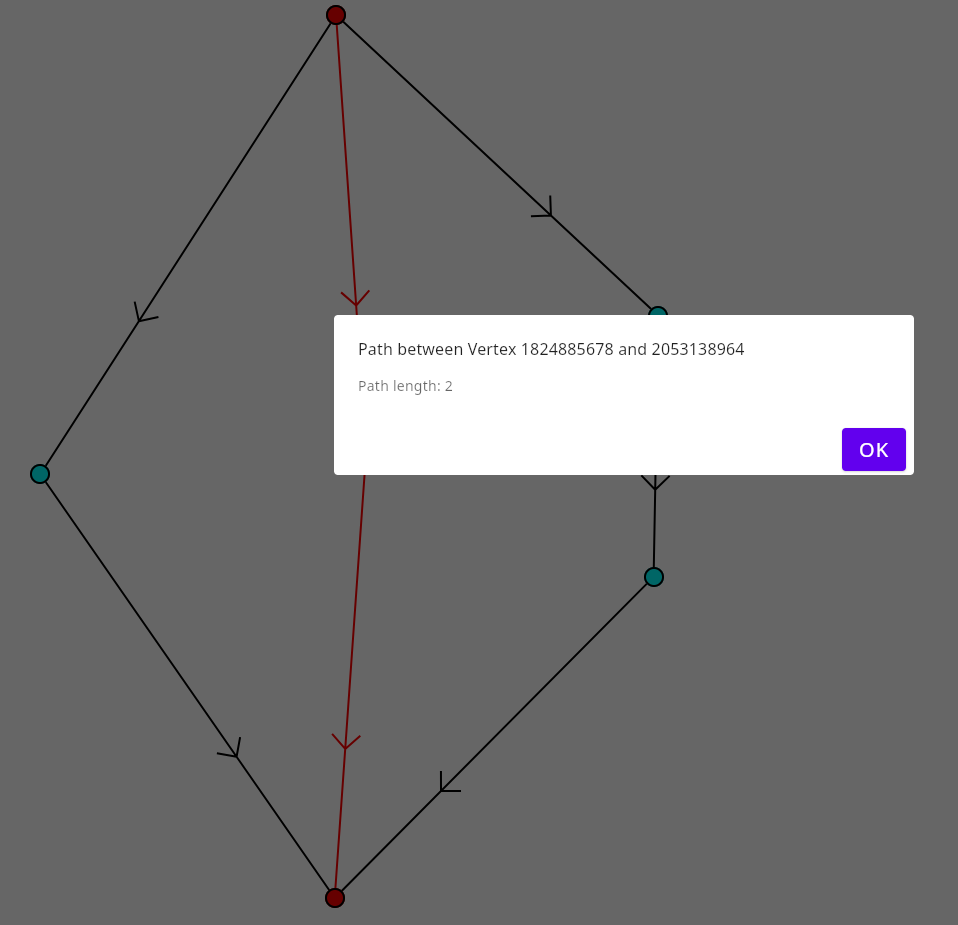 Path between Vertex 1824885678 and 2053138964
Path length: 2
OK